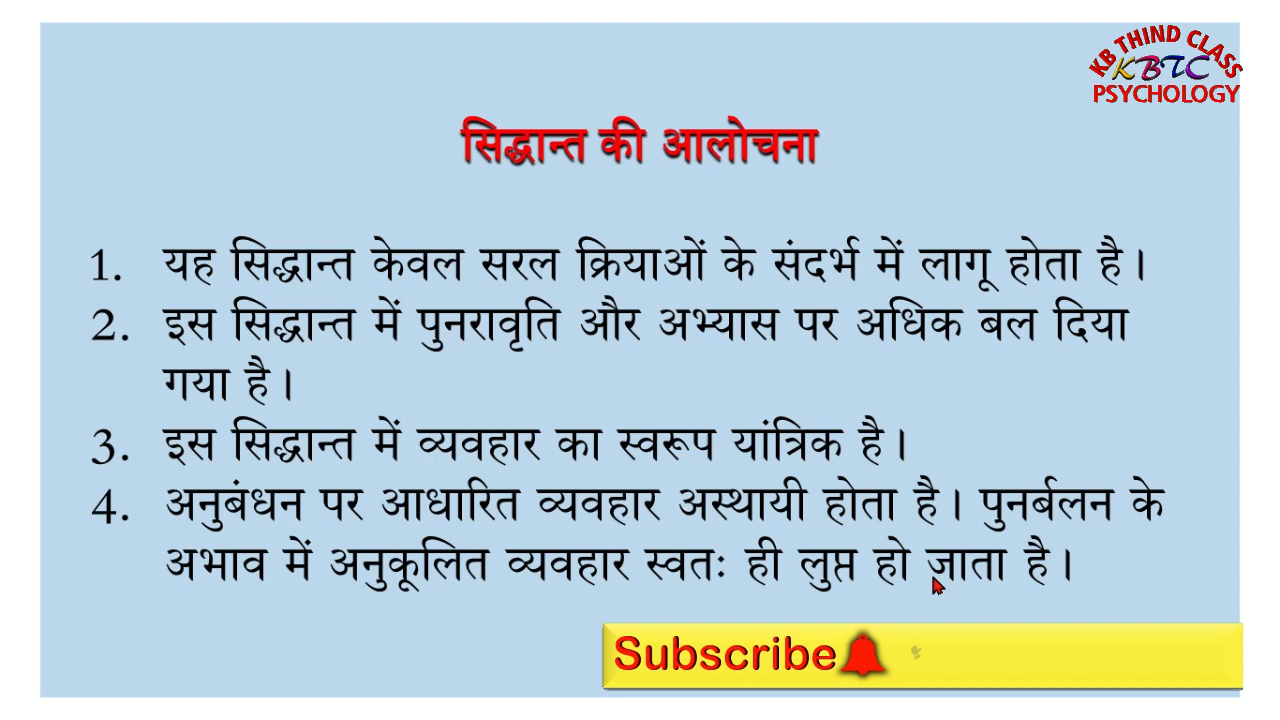 KB THIND CLASS
KBTC
PSYCHOLOGY
सिद्धान्त की आलोचना
1. यह सिद्धान्त केवल सरल क्रियाओं के संदर्भ में लागू होता है।
2. इस सिद्धान्त में पुनरावृति और अभ्यास पर अधिक बल दिया
गया है।
3. इस सिद्धान्त में व्यवहार का स्वरूप यांत्रिक है।
4. अनुबंधन पर आधारित व्यवहार अस्थायी होता है। पुनर्बलन के
अभाव में अनुकूलित व्यवहार स्वतः ही लुप्त हो जाता है।
Subscribe